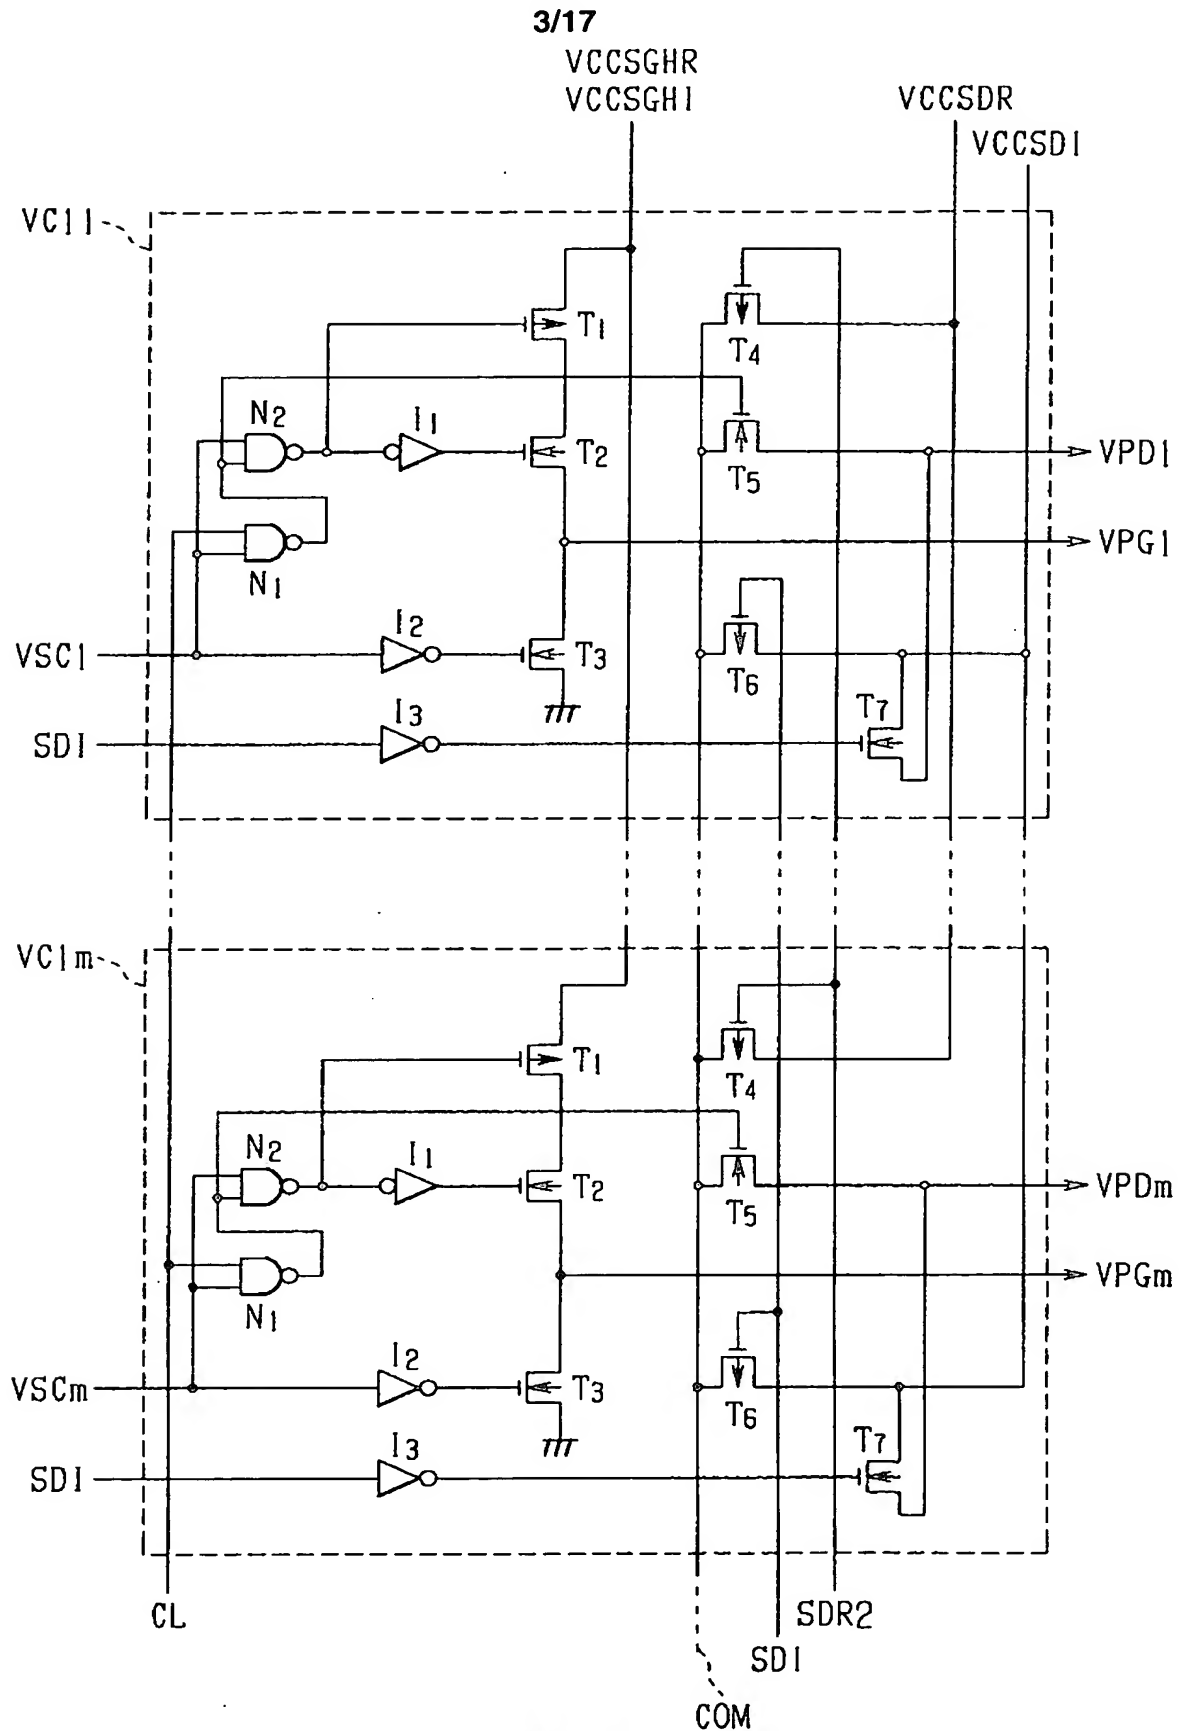 3/17
VCCSGHR
VCCSGHI
VCCSDR
VCCSDI
VC11
T1
T4
N2
I1
T2
T5
VPD1
N1
VPG1
VSC1
I2
T3
T6
SDI
I3
T7
VC1m
T1
T4
N2
I1
T2
T5
VPDm
N1
VPGm
VSCm
I2
T3
T6
SDI
I3
T7
CL
SDR2
SDI
COM